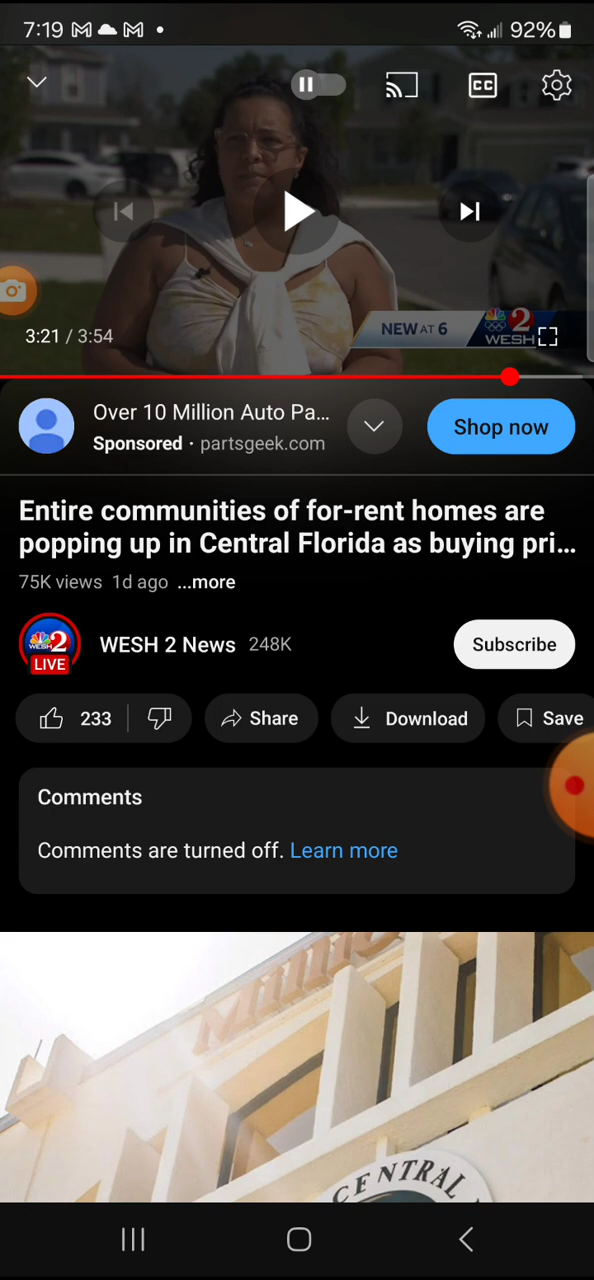 7:19
92%
CC
3:21 / 3:54
NEW AT 6
2
WESH
Over 10 Million Auto Pa...
Sponsored · partsgeek.com
Shop now
Entire communities of for-rent homes are
popping up in Central Florida as buying pri...
75K views 1d ago ...more
WESH 2
LIVE
WESH 2 News 248K
Subscribe
233
Share
Download
Save
Comments
Comments are turned off. Learn more
CENTRAL